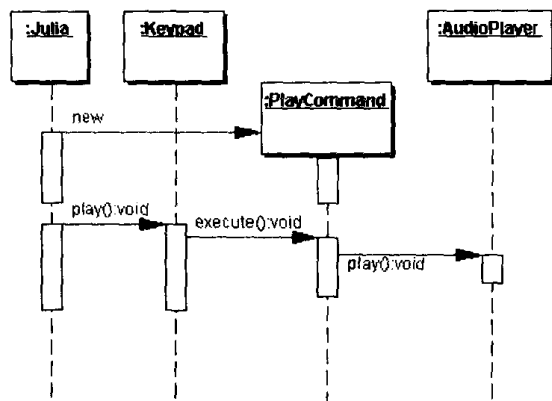 :Julia
:Keypad
:AudioPlayer
:PlayCommand
new
play():void
execute():void
play():void